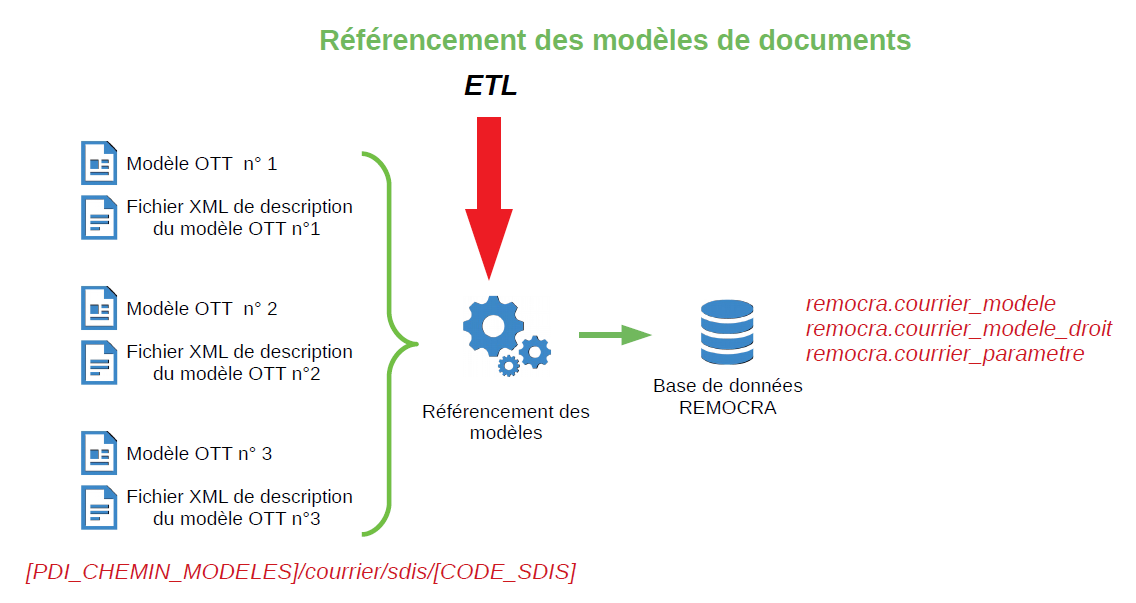 Référencement des modèles de documents
ETL
Modèle OTT n° 1
Fichier XML de description
du modèle OTT n°1
Modèle OTT n° 2
Fichier XML de description
du modèle OTT n°2
Modèle OTT n° 3
Fichier XML de description
du modèle OTT n°3
Référencement des
modèles
Base de données
REMOCRA
remocra.courrier_modele
remocra.courrier_modele_droit
remocra.courrier_parametre
[PDI_CHEMIN_MODELES]/courrier/sdis/[CODE_SDIS]